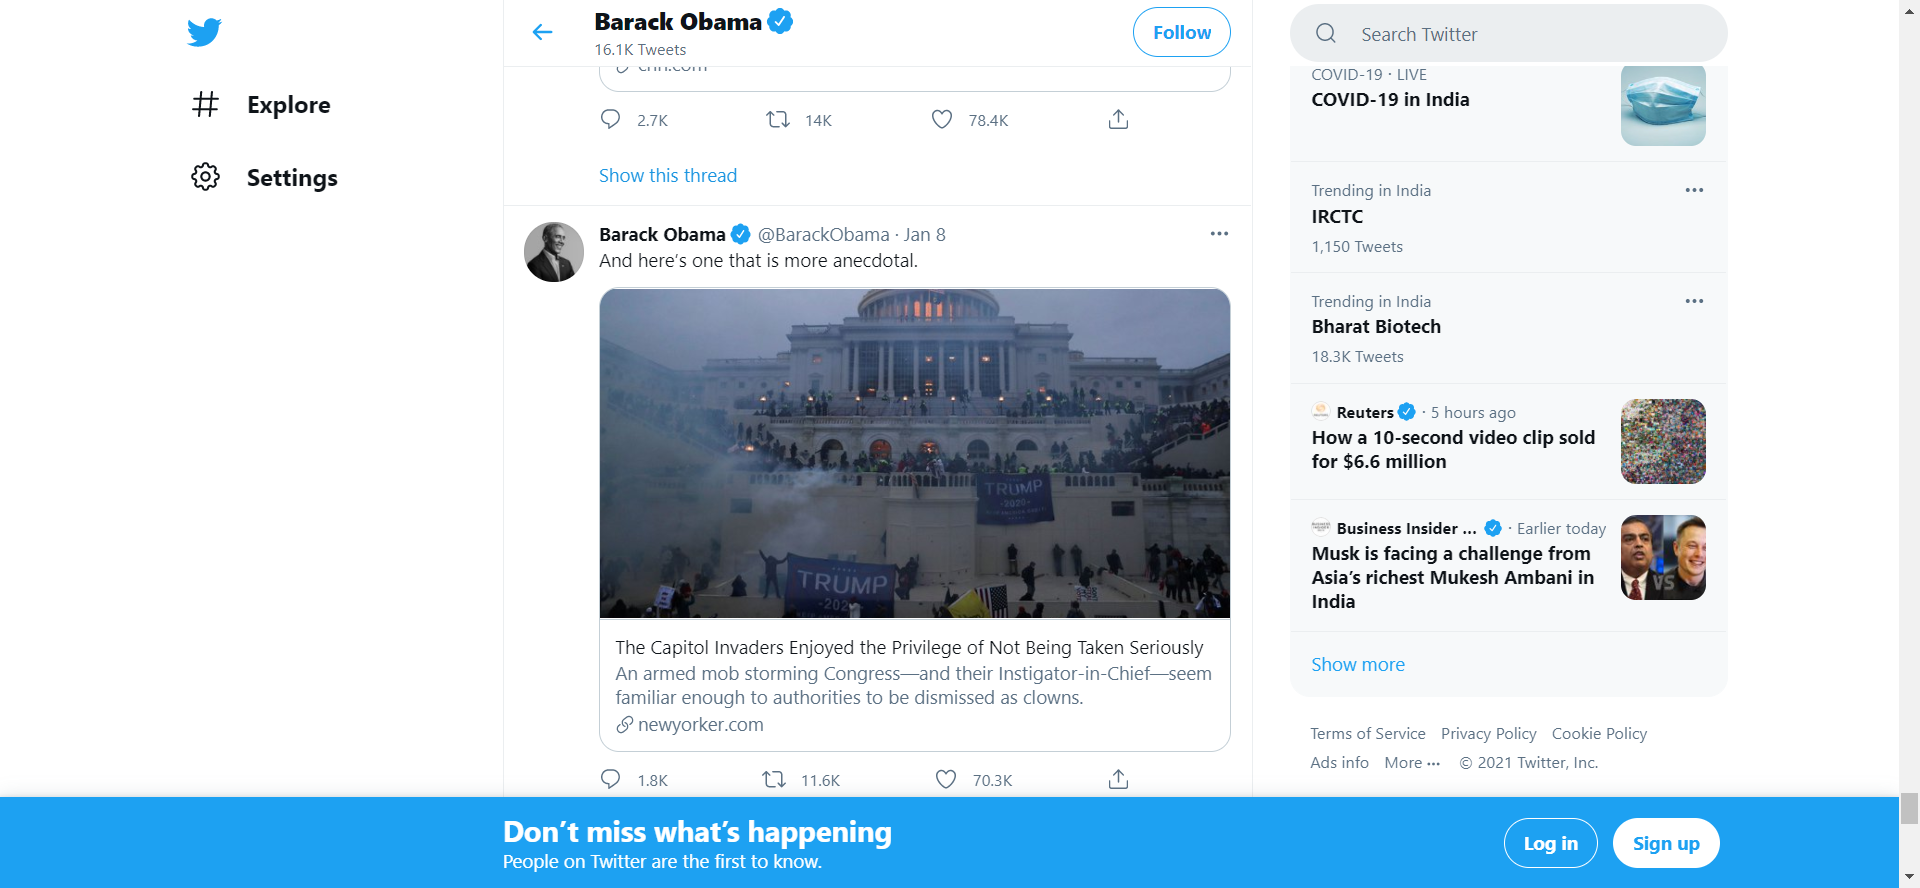 Explore
Settings
Barack Obama
16.1K Tweets
Follow
cnn.com
2.7K
14K
78.4K
Show this thread
Barack Obama @BarackObama · Jan 8
And here's one that is more anecdotal.
TRUMP
-2020-
TRUMP
-202
The Capitol Invaders Enjoyed the Privilege of Not Being Taken Seriously
An armed mob storming Congress—and their Instigator-in-Chief—seem
familiar enough to authorities to be dismissed as clowns.
newyorker.com
1.8K
11.6K
70.3K
Search Twitter
COVID-19 · LIVE
COVID-19 in India
Trending in India
IRCTC
1,150 Tweets
Trending in India
Bharat Biotech
18.3K Tweets
Reuters · 5 hours ago
How a 10-second video clip sold
for $6.6 million
Business Insider ... · Earlier today
Musk is facing a challenge from
Asia’s richest Mukesh Ambani in
India
VS
Show more
Terms of Service Privacy Policy Cookie Policy
Ads info More ··· © 2021 Twitter, Inc.
Don’t miss what’s happening
People on Twitter are the first to know.
Log in
Sign up